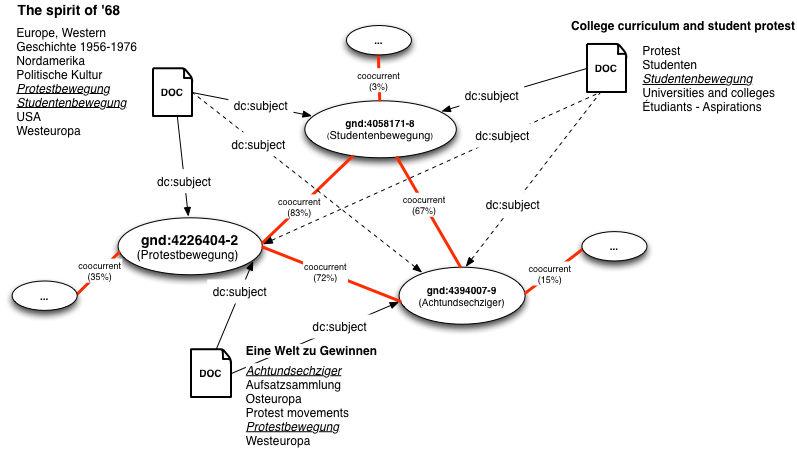 The spirit of '68
Europe, Western
Geschichte 1956-1976
Nordamerika
Politische Kultur
Protestbewegung
Studentenbewegung
USA
Westeuropa
DOC
...
coocurrent
(3%)
College curriculum and student protest
DOC
Protest
Studenten
Studentenbewegung
Universities and colleges
Étudiants - Aspirations
dc:subject
dc:subject
gnd:4058171-8
(Studentenbewegung)
dc:subject
dc:subject
dc:subject
dc:subject
coocurrent
(83%)
coocurrent
(67%)
gnd:4226404-2
(Protestbewegung)
...
coocurrent
(35%)
...
coocurrent
(72%)
coocurrent
(15%)
gnd:4394007-9
(Achtundsechziger)
dc:subject
dc:subject
DOC
Eine Welt zu Gewinnen
Achtundsechziger
Aufsatzsammlung
Osteuropa
Protest movements
Protestbewegung
Westeuropa